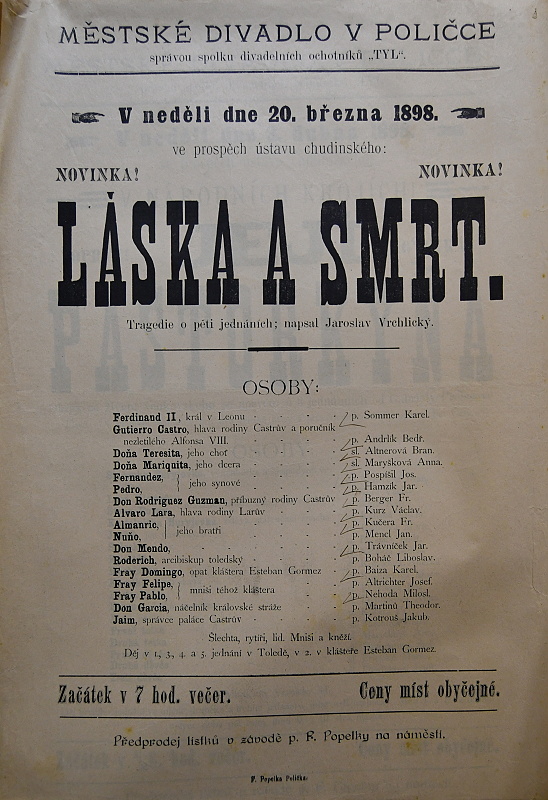 MĚSTSKÉ DIVADLO V POLIČCE
správou spolku divadelních ochotníků „TYL“.
V neděli dne 20. března 1898.
ve prospěch ústavu chudinského:
NOVINKA! NOVINKA!
LÁSKA A SMRT.
Tragedie o pěti jednáních; napsal Jaroslav Vrchlický.
OSOBY:
Ferdinand II, král v Leonu - - - - p. Sommer Karel.
Gutierro Castro, hlava rodiny Castrův a poručník
nezletilého Alfonsa VIII. - - - - p. Andrlík Bedř.
Doňa Teresita, jeho choť - - - - sl. Altnerova Bran.
Doňa Mariquita, jeho dcera - - - - sl. Maryšková Anna.
Fernandez, } jeho synové - - - - p. Pospíšil Jos.
Pedro, p. Hamzík Jar.
Don Rodriguez Guzman, příbuzný rodiny Castrův p. Berger Fr.
Alvaro Lara, hlava rodiny Larův - - - p. Kurz Václav.
Almanric, } jeho bratři - - - - p. Kučera Fr.
Nuňo, p. Mencl Jan.
Don Mendo, - - - - p. Trávníček Jar.
Roderich, arcibiskup toledský - - - p. Boháč Liboslav.
Fray Domingo, opat kláštera Esteban Gormez - p. Baiza Karel.
Fray Felipe, } mniši téhož kláštera - - p. Altrichter Josef.
Fray Pablo, p. Nehoda Milosl.
Don Garcia, náčelník královské stráže - - p. Martinů Theodor.
Jaim, správce paláce Castrův - - - p. Kotrouš Jakub.
Šlechta, rytíři, lid. Mniši a kněží.
Děj v 1., 3., 4. a 5. jednání v Toledě, v 2. v klášteře Esteban Gormez.
Začátek v 7 hod. večer. Ceny míst obyčejné.
Předprodej lístků v závodě p. R. Popelky na náměstí.
F. Popelka Polička.